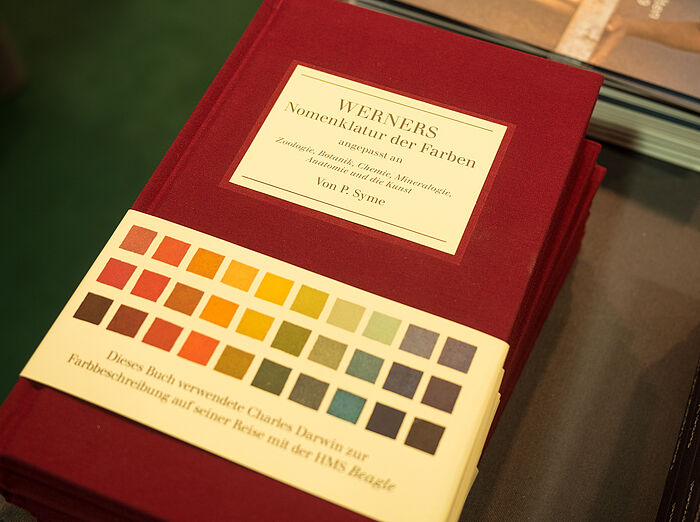 WERNERS
Nomenklatur der Farben
angepasst an
Zoologie, Botanik, Chemie, Mineralogie,
Anatomie und die Kunst
Von P. Syme
Dieses Buch verwendete Charles Darwin zur
Farbbeschreibung auf seiner Reise mit der HMS Beagle